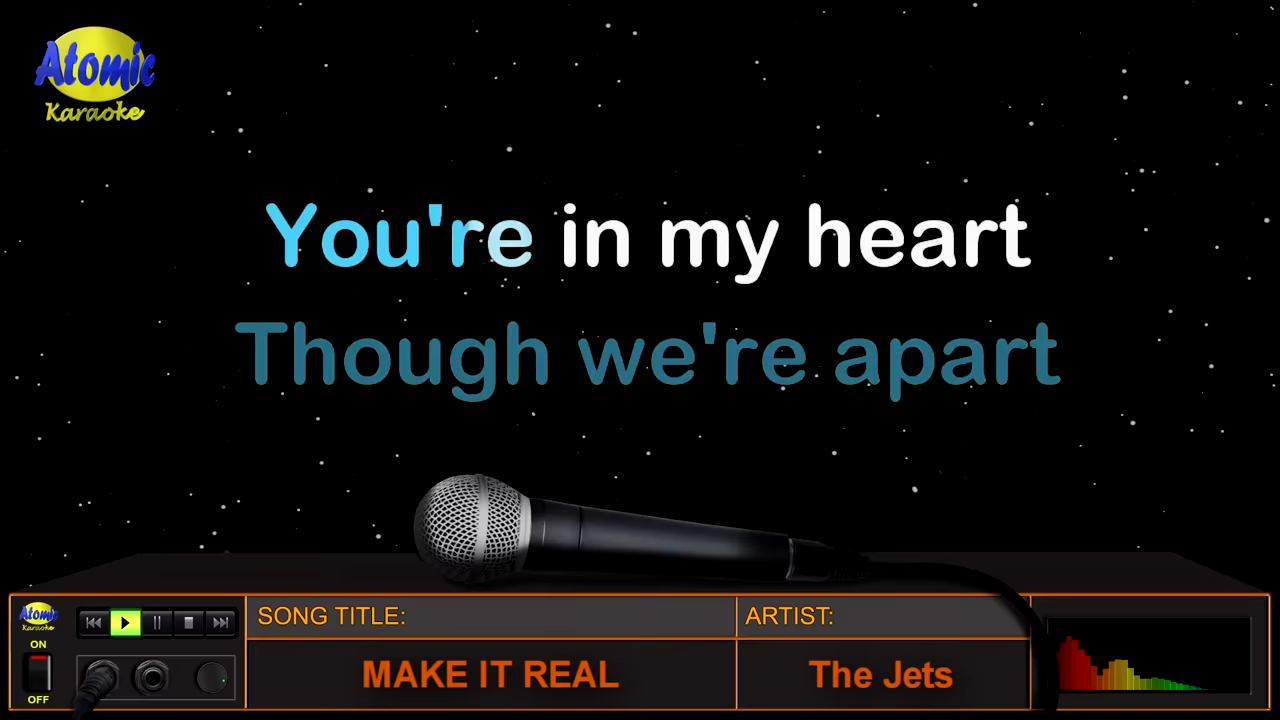 Atomic
Karaoke
You're in my heart
Though we're apart
Atomic
Karaoke
ON
OFF
SONG TITLE:
MAKE IT REAL
ARTIST:
The Jets